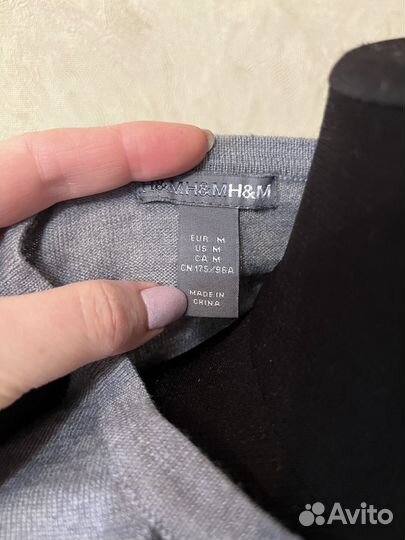 H&M H&M H&M
EUR M
US M
CA M
CN 175/96A
MADE IN
CHINA
Avito